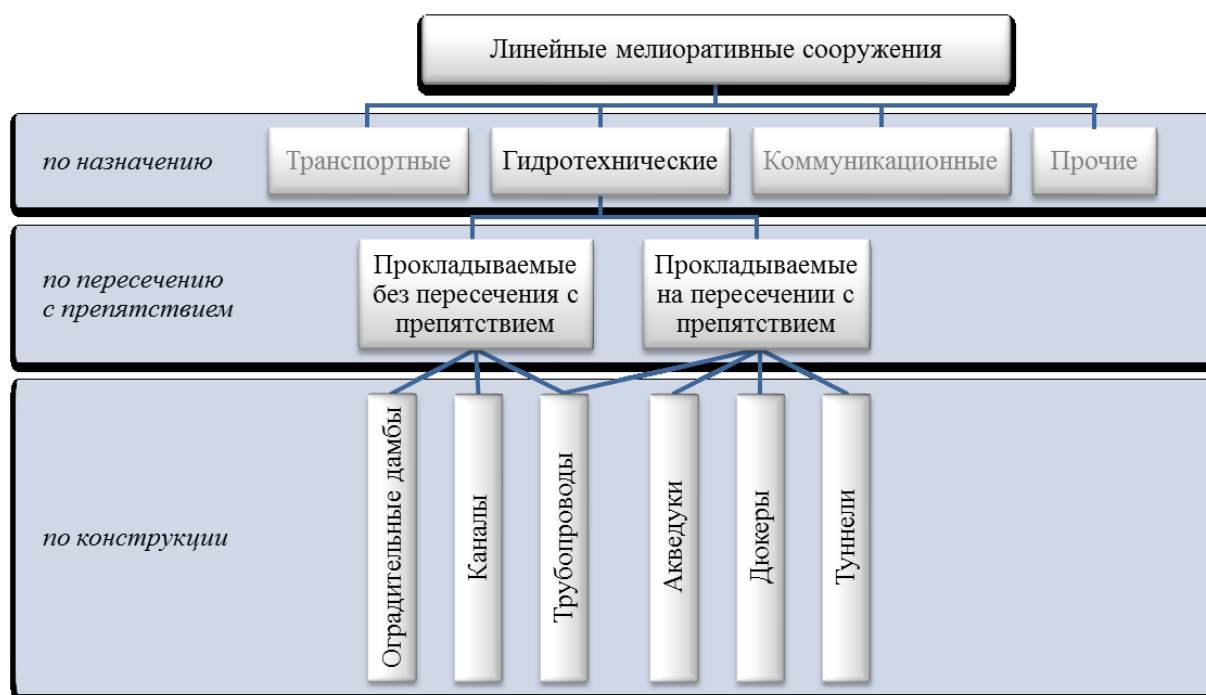 Линейные мелиоративные сооружения
по назначению
Транспортные
Гидротехнические
Коммуникационные
Прочие
по пересечению
с препятствием
Прокладываемые
без пересечения с
препятствием
Прокладываемые
на пересечении с
препятствием
по конструкции
Оградительные дамбы
Каналы
Трубопроводы
Акведуки
Дюкеры
Туннели